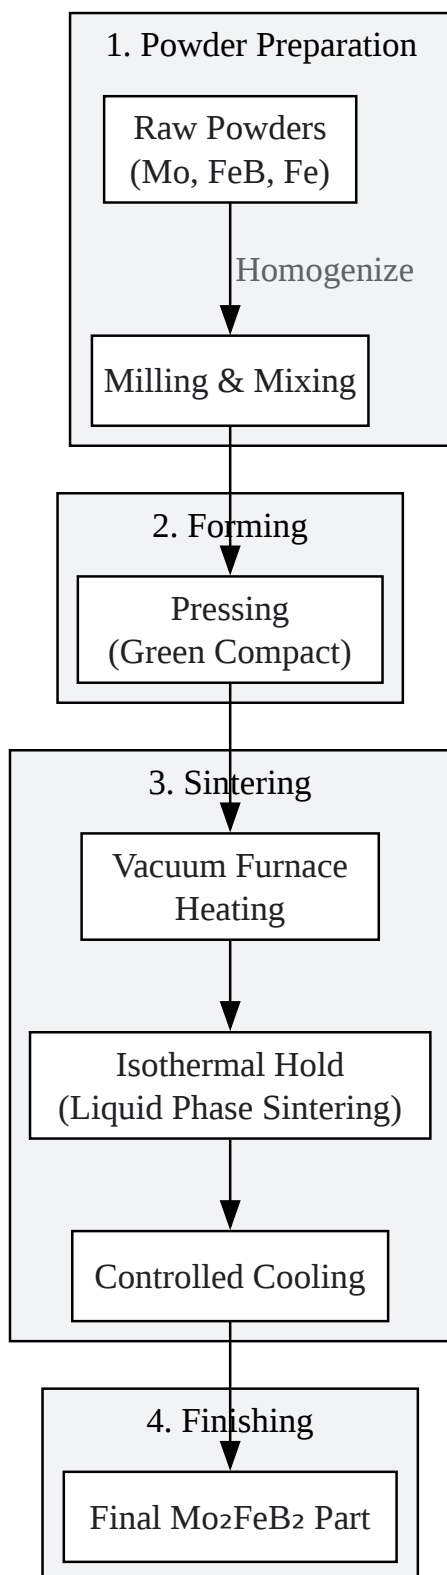 1. Powder Preparation
Raw Powders
(Mo, FeB, Fe)
Homogenize
Milling & Mixing
2. Forming
Pressing
(Green Compact)
3. Sintering
Vacuum Furnace
Heating
Isothermal Hold
(Liquid Phase Sintering)
Controlled Cooling
4. Finishing
Final Mo₂FeB₂ Part